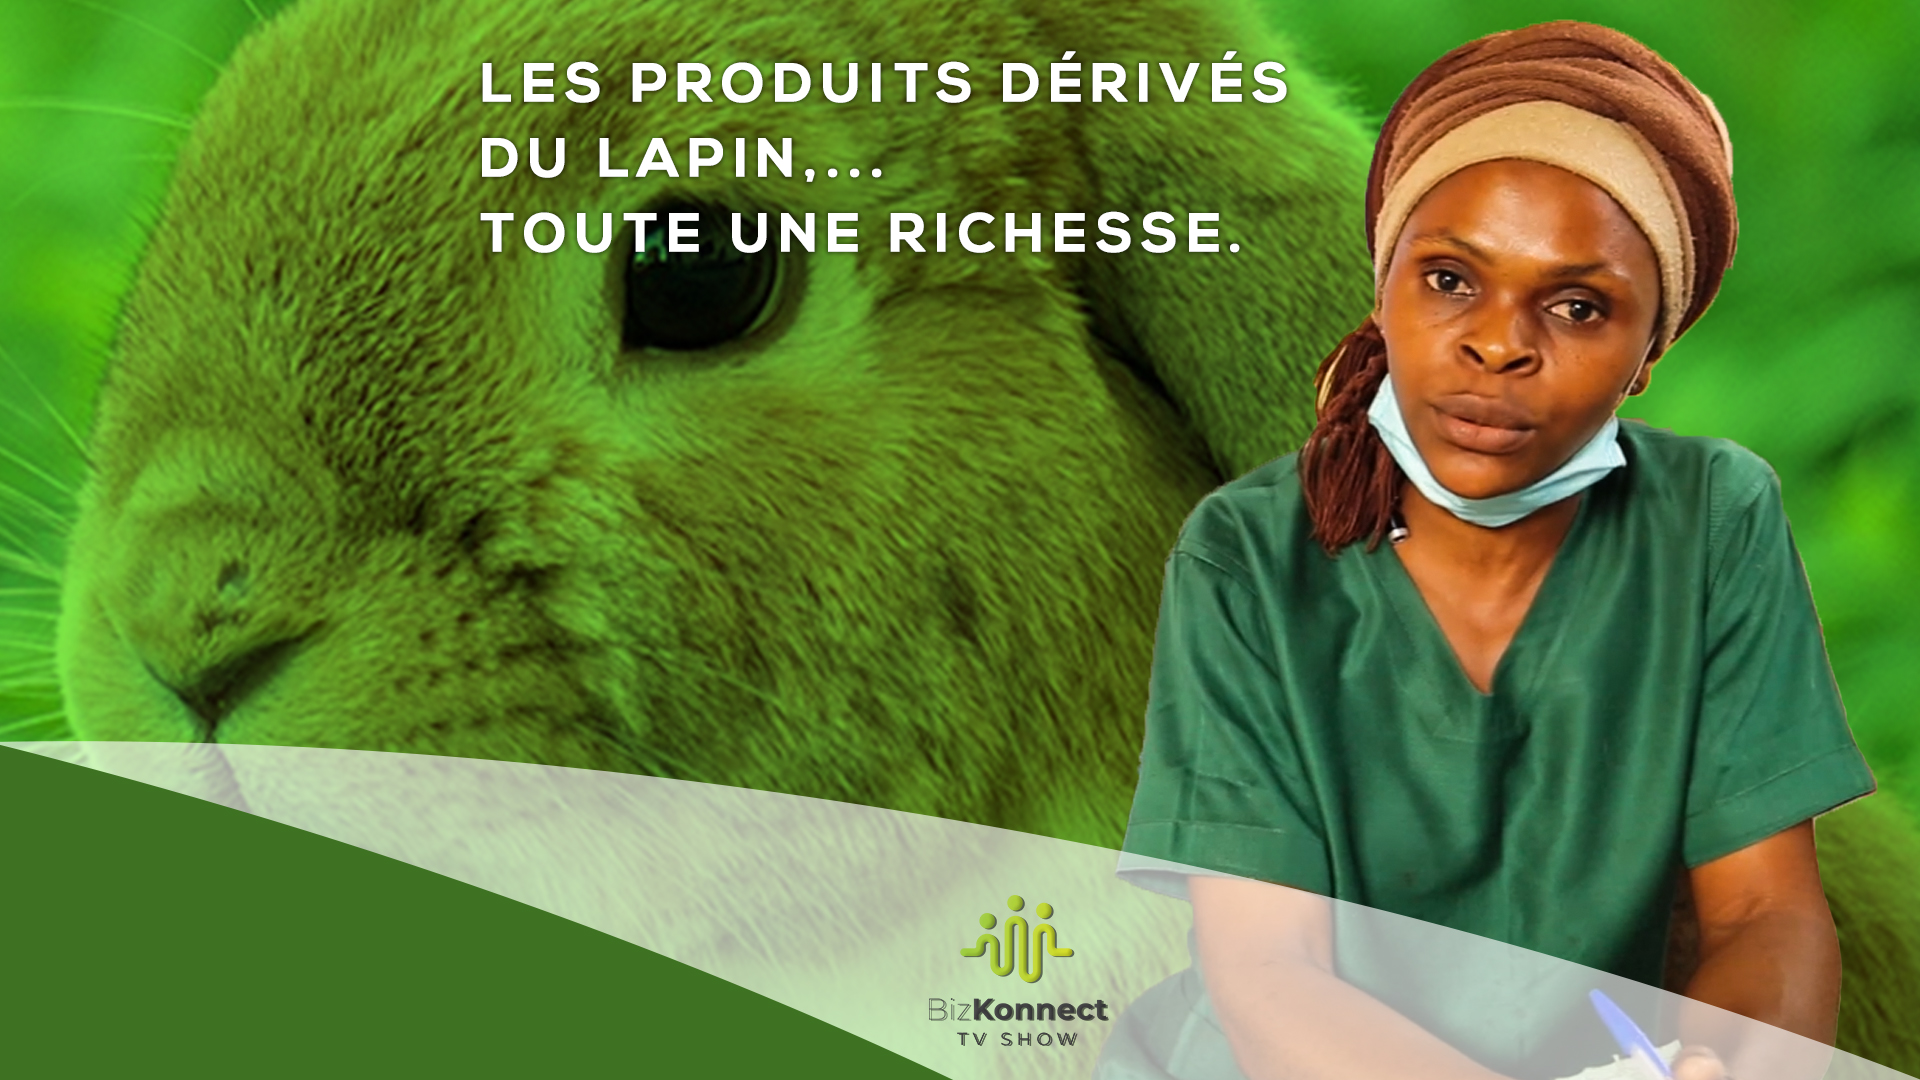 LES PRODUITS DÉRIVÉS
DU LAPIN,...
TOUTE UNE RICHESSE.
BizKonnect
TV SHOW